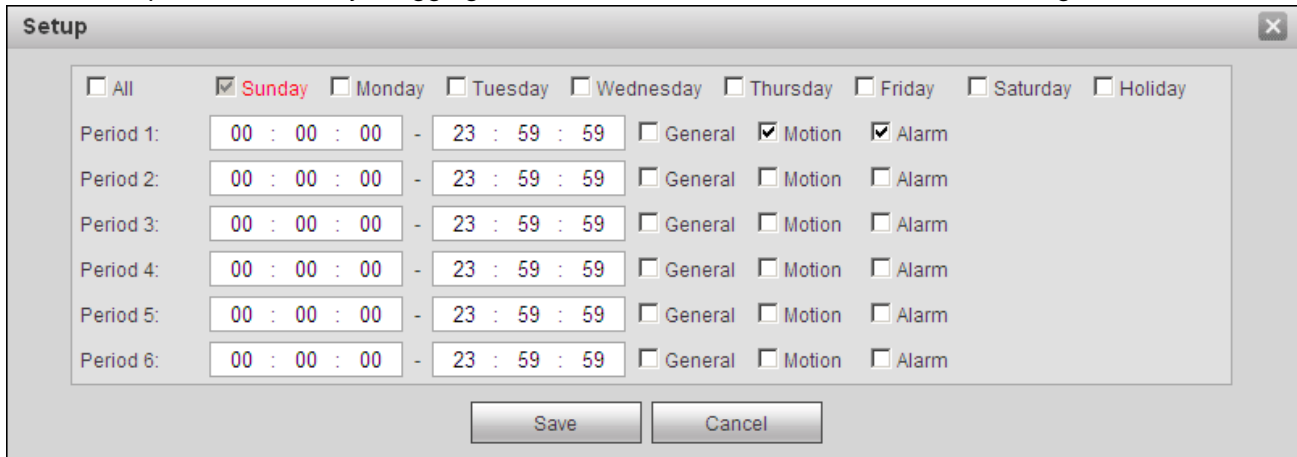 Setup
All Sunday Monday Tuesday Wednesday Thursday Friday Saturday Holiday
Period 1: 00 : 00 : 00 - 23 : 59 : 59 General Motion Alarm
Period 2: 00 : 00 : 00 - 23 : 59 : 59 General Motion Alarm
Period 3: 00 : 00 : 00 - 23 : 59 : 59 General Motion Alarm
Period 4: 00 : 00 : 00 - 23 : 59 : 59 General Motion Alarm
Period 5: 00 : 00 : 00 - 23 : 59 : 59 General Motion Alarm
Period 6: 00 : 00 : 00 - 23 : 59 : 59 General Motion Alarm
Save Cancel